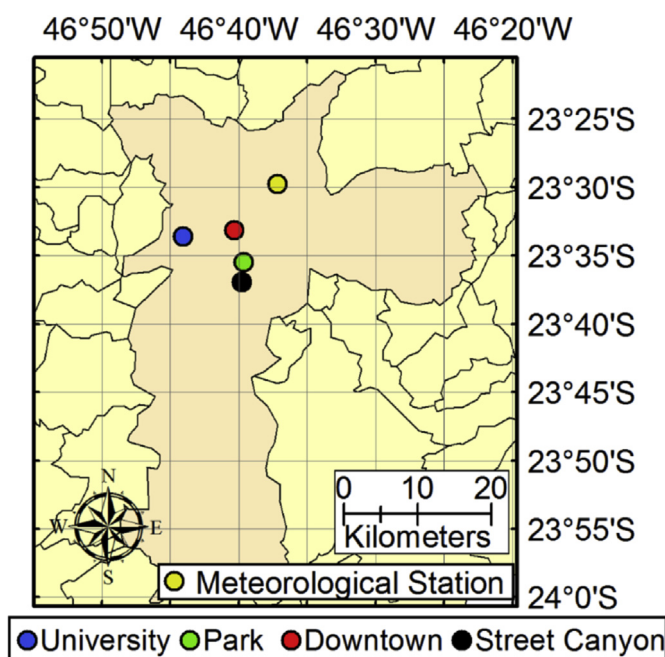 46°50'W 46°40'W 46°30'W 46°20'W
23°25'S
23°30'S
23°35'S
23°40'S
23°45'S
23°50'S
23°55'S
24°0'S
0 10 20
Kilometers
N
W E
S
Meteorological Station
University Park Downtown Street Canyon